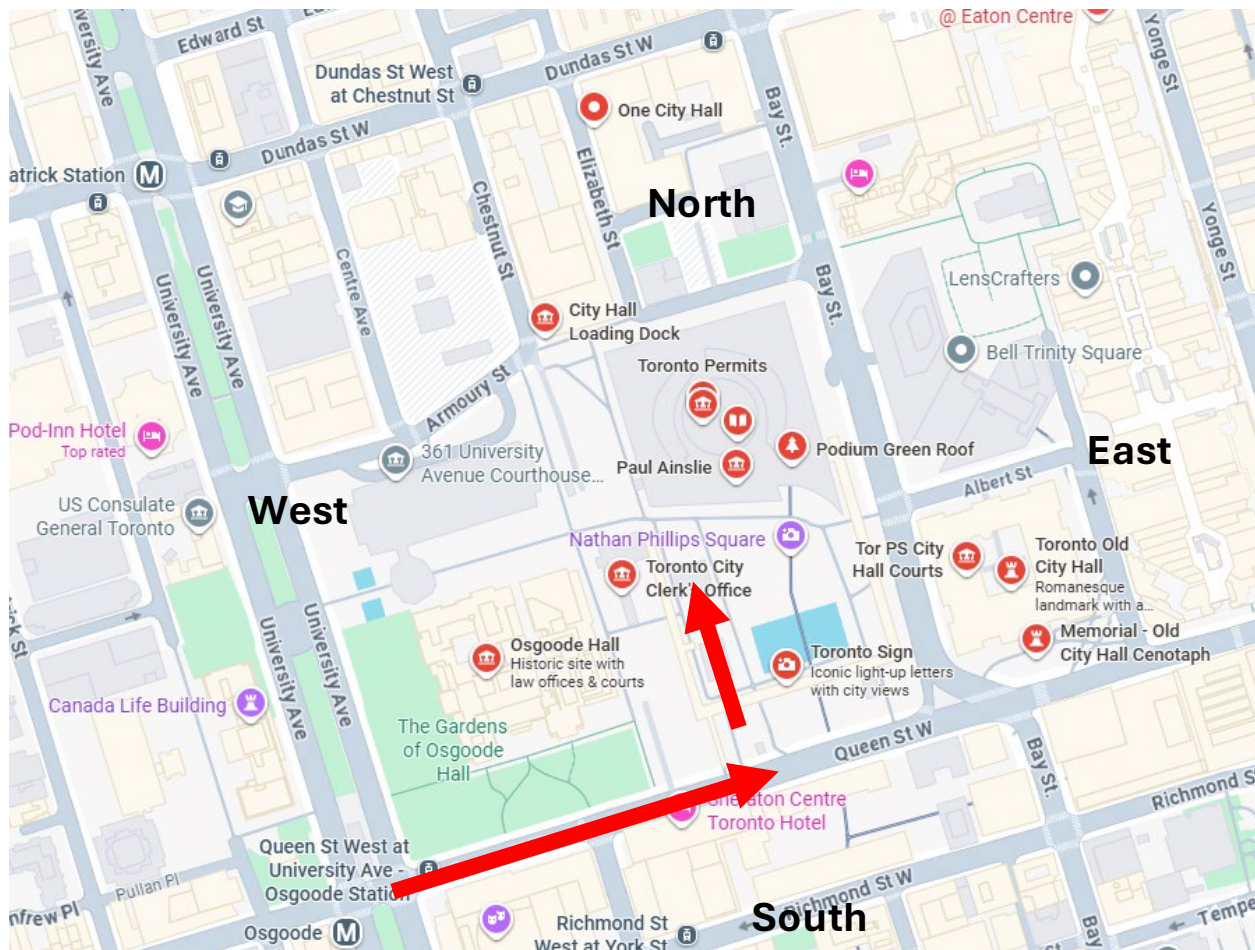 @ Eaton Centre
University Ave
Edward St
Dundas St West
at Chestnut St
Dundas St W
Yonge St
One City Hall
Bay St.
Dundas St W
atrick Station
M
North
Elizabeth St
Chestnut St
Yonge St
Centre Ave
University Ave
University Ave
Bay St.
LensCrafters
City Hall
Loading Dock
Bell Trinity Square
Toronto Permits
Armoury St
Pod-Inn Hotel
Top rated
361 University
Avenue Courthouse...
Paul Ainslie
Podium Green Roof
East
Albert St
US Consulate
General Toronto
West
Nathan Phillips Square
Tor PS City
Hall Courts
Toronto Old
City Hall
Romanesque
landmark with a...
Toronto City
Clerk's Office
Osgoode Hall
Historic site with
law offices & courts
Toronto Sign
Iconic light-up letters
with city views
Memorial - Old
City Hall Cenotaph
Canada Life Building
University Ave
University Ave
The Gardens
of Osgoode
Hall
Queen St W
Bay St.
Sheraton Centre
Toronto Hotel
Richmond S
Queen St West at
University Ave -
Osgoode Station
Pullan Pl
nfrew Pl
Osgoode
M
Richmond St
West at York St
Richmond St W
South
Bay
Tempe